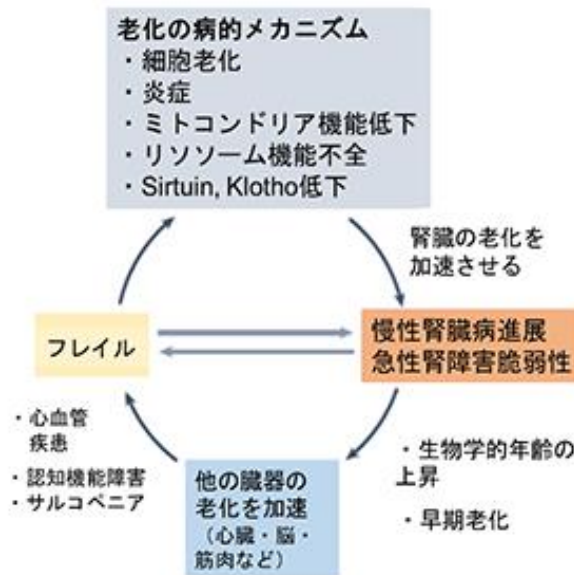 老化の病的メカニズム
・細胞老化
・炎症
・ミトコンドリア機能低下
・リソソーム機能不全
・Sirtuin, Klotho低下
腎臓の老化を
加速させる
フレイル
慢性腎臓病進展
急性腎障害脆弱性
・心血管
疾患
・認知機能障害
・サルコペニア
他の臓器の
老化を加速
（心臓・脳・
筋肉など）
・生物学的年齢の
上昇
・早期老化